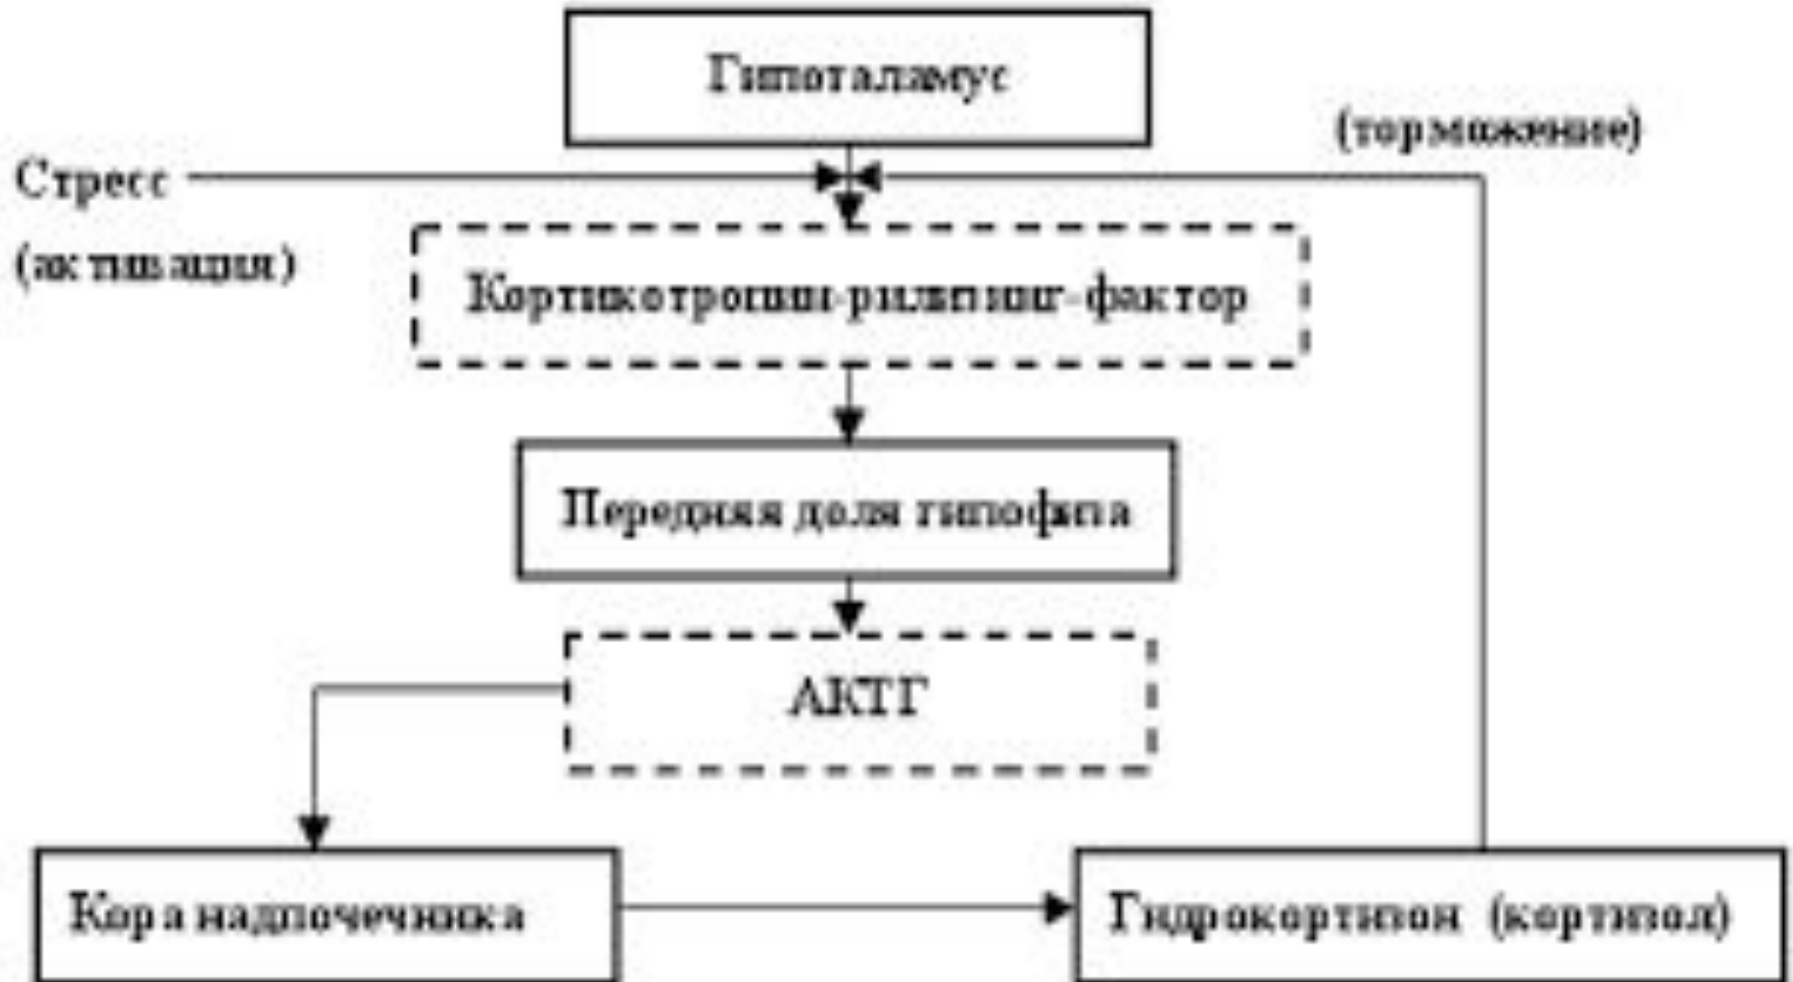 Гипоталамус
(торможение)
Стресс
(активация)
Кортикотропин-рилизинг-фактор
Передняя доля гипофиза
АКТГ
Кора надпочечника
Гидрокортизон (кортизол)